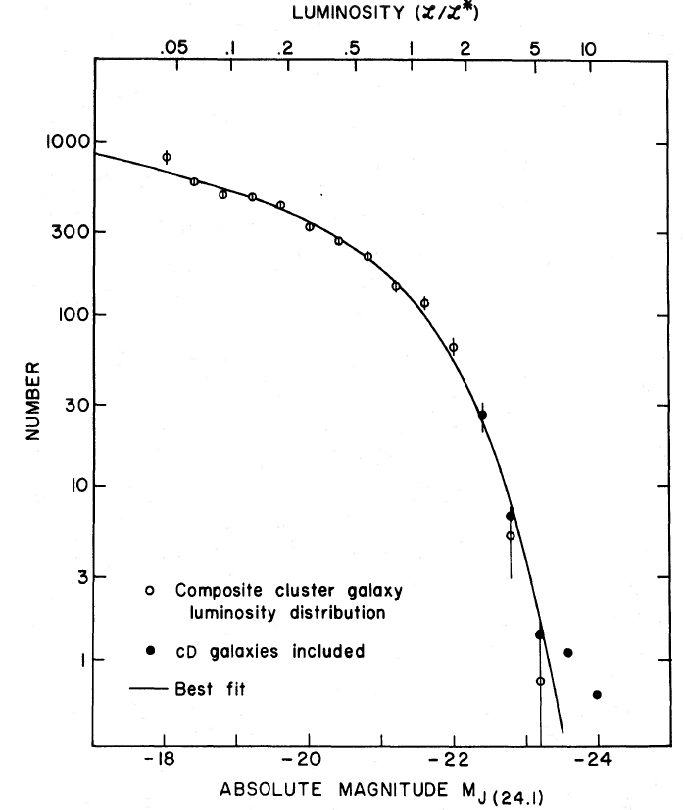 LUMINOSITY (ℒ/ℒ*)
.05 .1 .2 .5 1 2 5 10
1000
300
100
30
10
3
1
NUMBER
Composite cluster galaxy
luminosity distribution
cD galaxies included
Best fit
-18 -20 -22 -24
ABSOLUTE MAGNITUDE M_J(24.1)